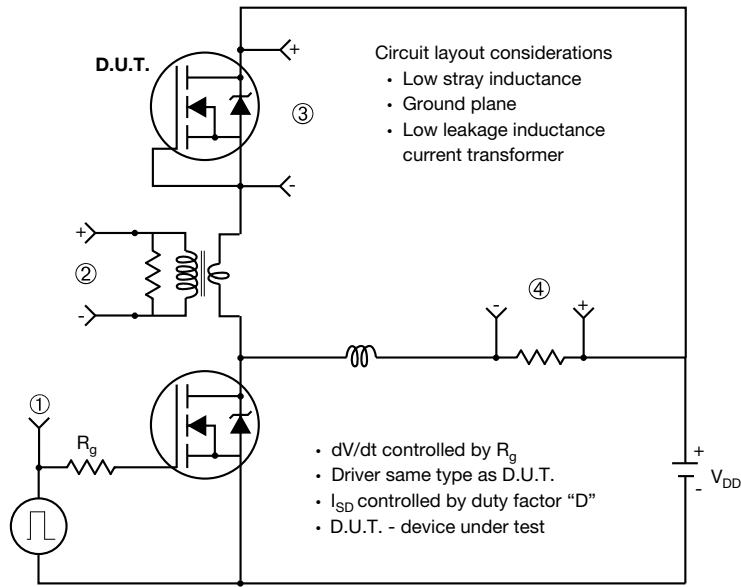 +
D.U.T.
Circuit layout considerations
• Low stray inductance
③
• Ground plane
• Low leakage inductance
current transformer
-
+
②
-
④
- +
①
Rg
• dV/dt controlled by Rg
• Driver same type as D.U.T.
• ISD controlled by duty factor “D”
• D.U.T. - device under test
+
VDD
-